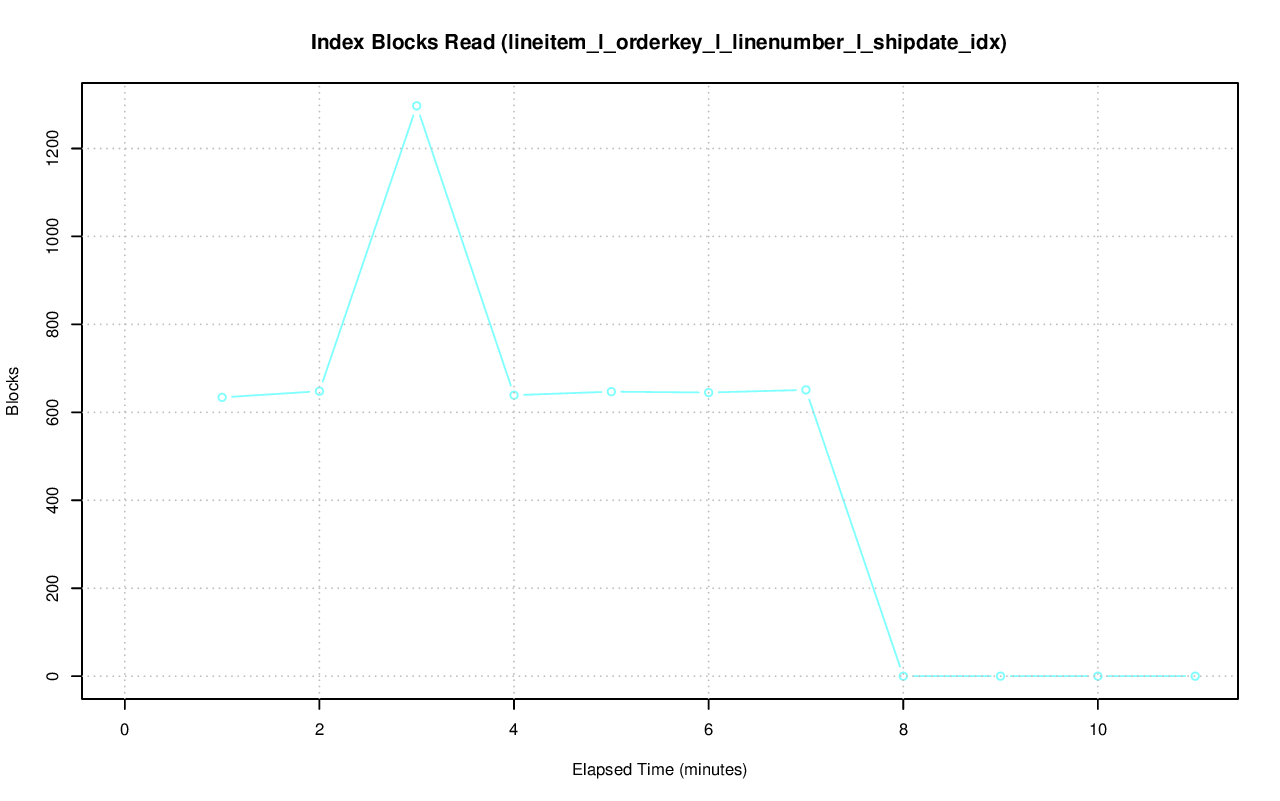 Index Blocks Read (lineitem_l_orderkey_l_linenumber_l_shipdate_idx)
Blocks
1200
1000
800
600
400
200
0
0 2 4 6 8 10
Elapsed Time (minutes)